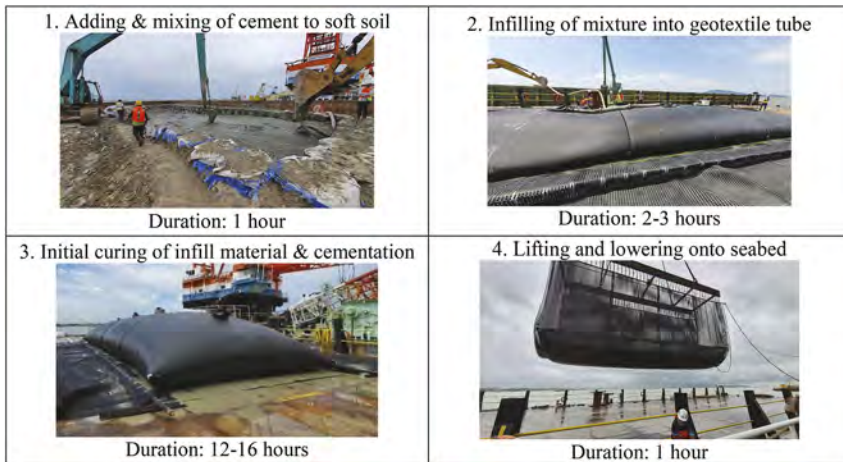 1. Adding & mixing of cement to soft soil
Duration: 1 hour
2. Infilling of mixture into geotextile tube
Duration: 2-3 hours
3. Initial curing of infill material & cementation
Duration: 12-16 hours
4. Lifting and lowering onto seabed
Duration: 1 hour